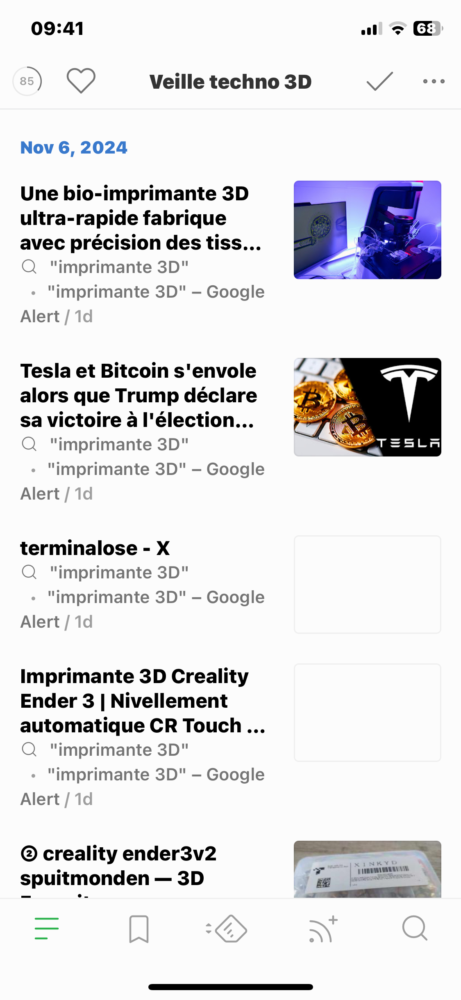 09:41
68
85
Veille techno 3D
Nov 6, 2024
Une bio-imprimante 3D
ultra-rapide fabrique
avec précision des tiss...
"imprimante 3D"
• "imprimante 3D" – Google
Alert / 1d
Tesla et Bitcoin s'envole
alors que Trump déclare
sa victoire à l'élection...
"imprimante 3D"
• "imprimante 3D" – Google
Alert / 1d
TESLA
terminalose - X
"imprimante 3D"
• "imprimante 3D" – Google
Alert / 1d
Imprimante 3D Creality
Ender 3 | Nivellement
automatique CR Touch ...
"imprimante 3D"
• "imprimante 3D" – Google
Alert / 1d
② creality ender3v2
spuitmonden — 3D
XINKYD